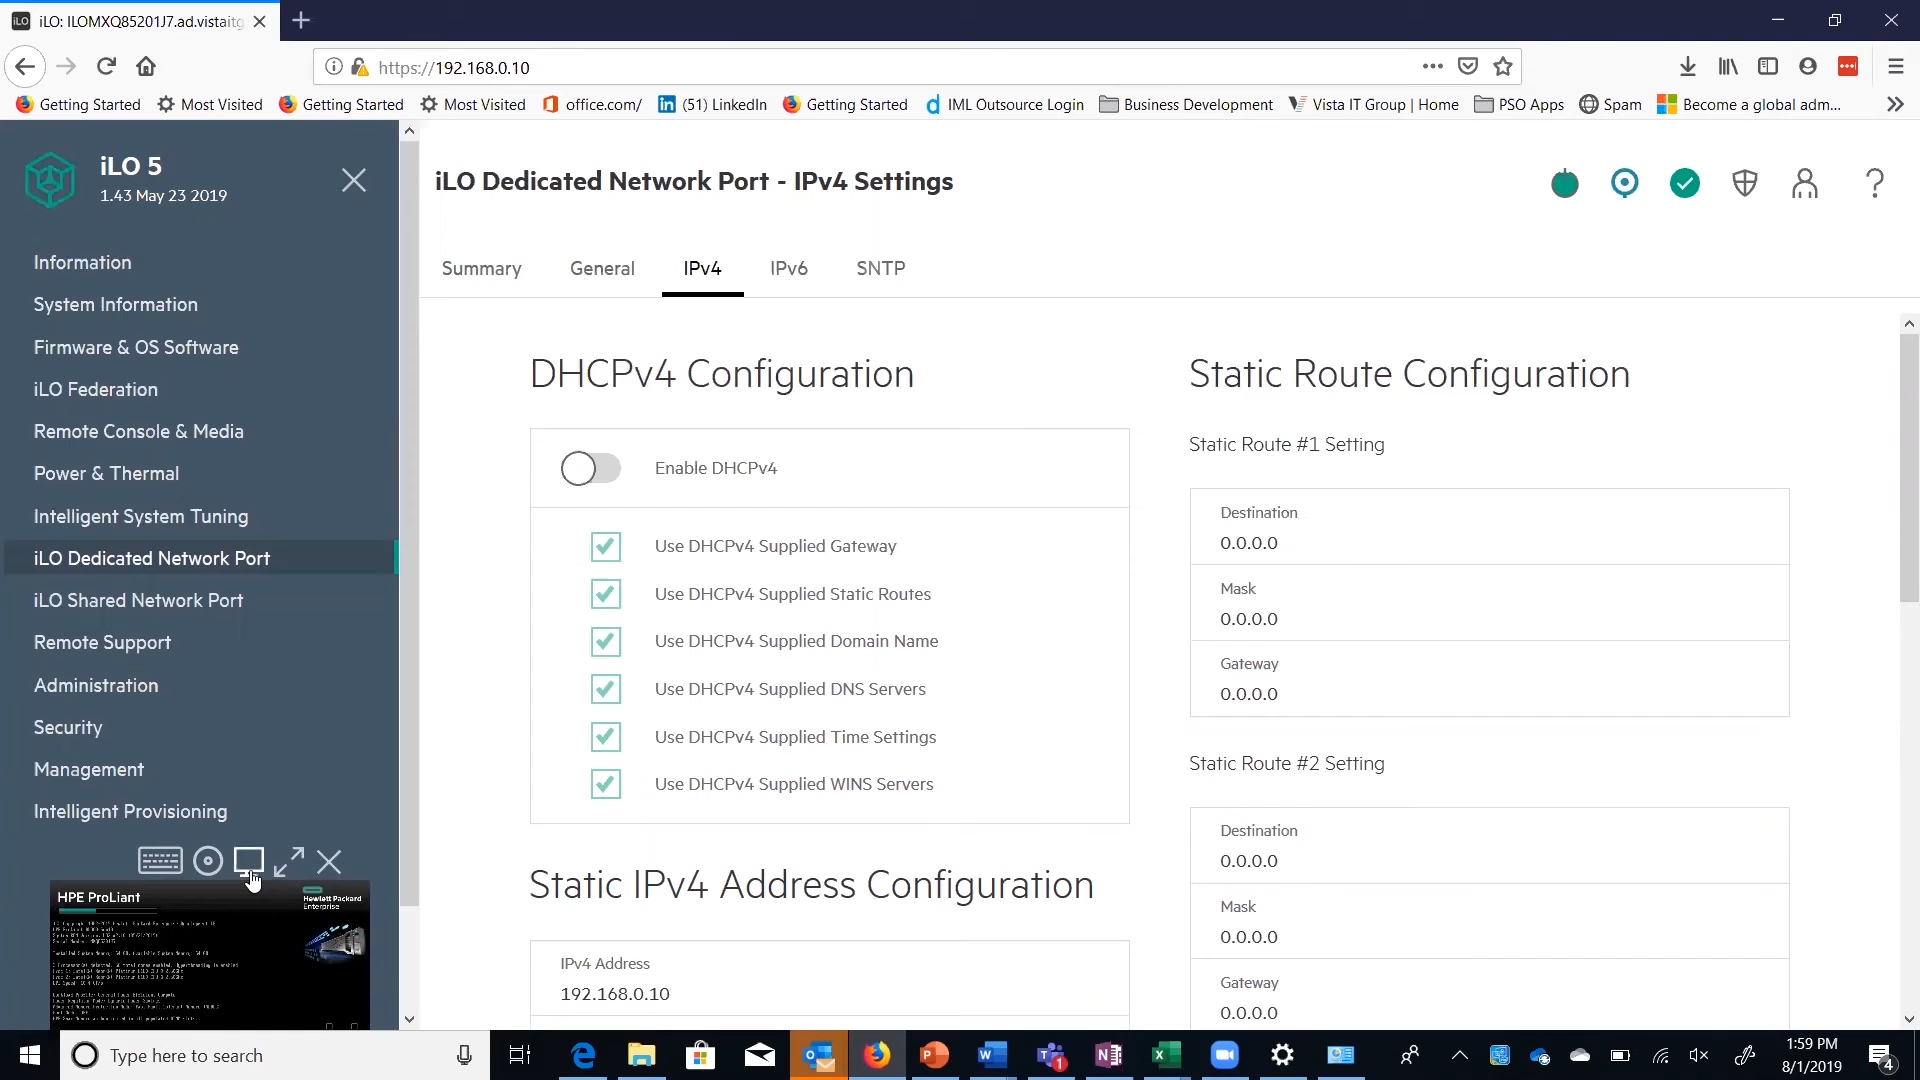 iLO: ILOMXQ85201J7.ad.vistaitg
https://192.168.0.10
Getting Started
Most Visited
Getting Started
Most Visited
office.com/
(51) LinkedIn
Getting Started
IML Outsource Login
Business Development
Vista IT Group | Home
PSO Apps
Spam
Become a global adm...
iLO 5
1.43 May 23 2019
Information
System Information
Firmware & OS Software
iLO Federation
Remote Console & Media
Power & Thermal
Intelligent System Tuning
iLO Dedicated Network Port
iLO Shared Network Port
Remote Support
Administration
Security
Management
Intelligent Provisioning
HPE ProLiant
Hewlett Packard
Enterprise
iLO Dedicated Network Port - IPv4 Settings
Summary
General
IPv4
IPv6
SNTP
DHCPv4 Configuration
Enable DHCPv4
Use DHCPv4 Supplied Gateway
Use DHCPv4 Supplied Static Routes
Use DHCPv4 Supplied Domain Name
Use DHCPv4 Supplied DNS Servers
Use DHCPv4 Supplied Time Settings
Use DHCPv4 Supplied WINS Servers
Static IPv4 Address Configuration
IPv4 Address
192.168.0.10
Static Route Configuration
Static Route #1 Setting
Destination
0.0.0.0
Mask
0.0.0.0
Gateway
0.0.0.0
Static Route #2 Setting
Destination
0.0.0.0
Mask
0.0.0.0
Gateway
0.0.0.0
Type here to search
1:59 PM
8/1/2019
4